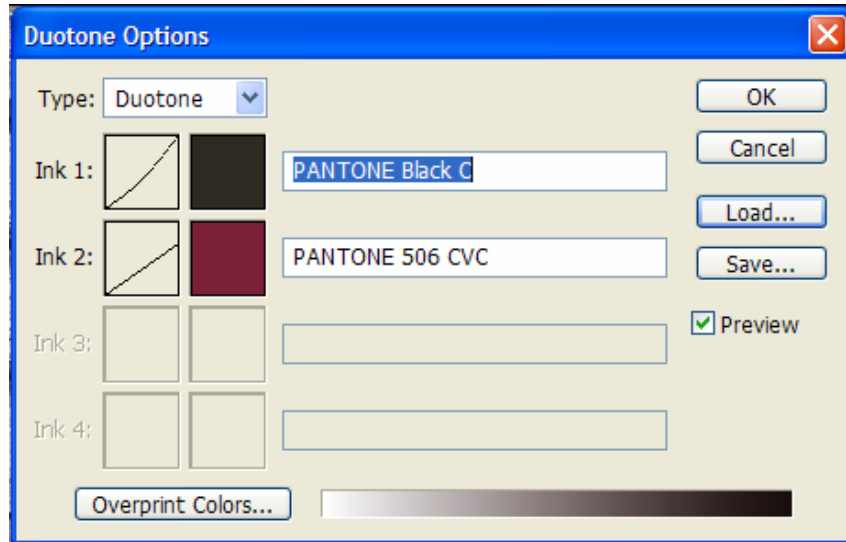 Duotone Options
Type: Duotone
OK
Ink 1: PANTONE Black C
Cancel
Load...
Ink 2: PANTONE 506 CVC
Save...
Preview
Ink 3:
Ink 4:
Overprint Colors...